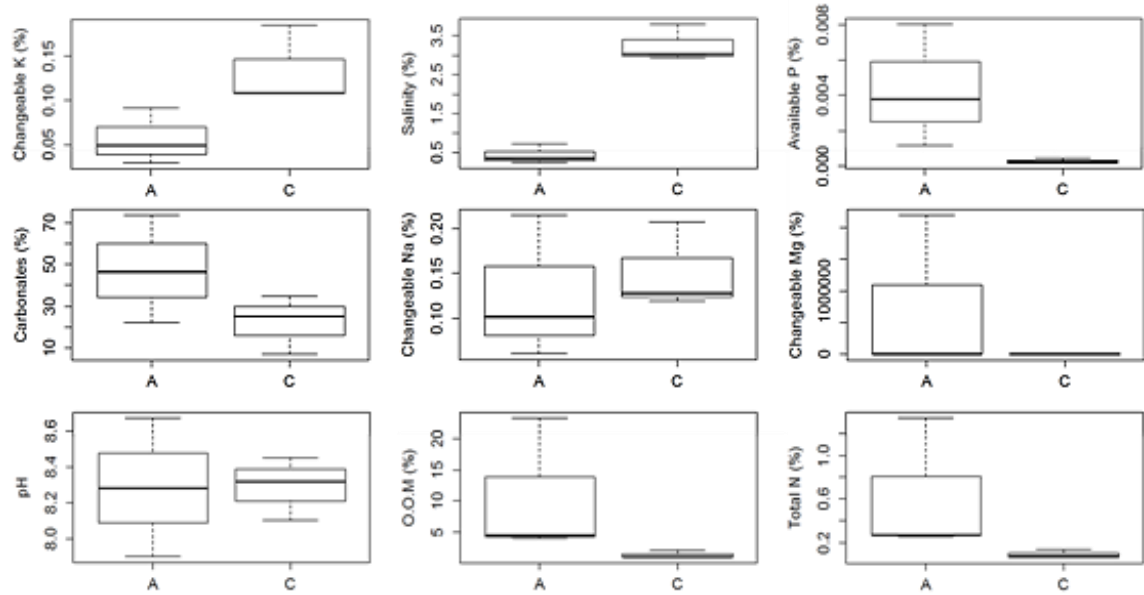 Changeable K (%)
0.05 0.10 0.15
A C
Salinity (%)
0.5 1.5 2.5 3.5
A C
Available P (%)
0.000 0.004 0.008
A C
Carbonates (%)
10 30 50 70
A C
Changeable Na (%)
0.10 0.15 0.20
A C
Changeable Mg (%)
0 1000000
A C
pH
8.0 8.2 8.4 8.6
A C
O.O.M (%)
5 10 15 20
A C
Total N (%)
0.2 0.6 1.0
A C